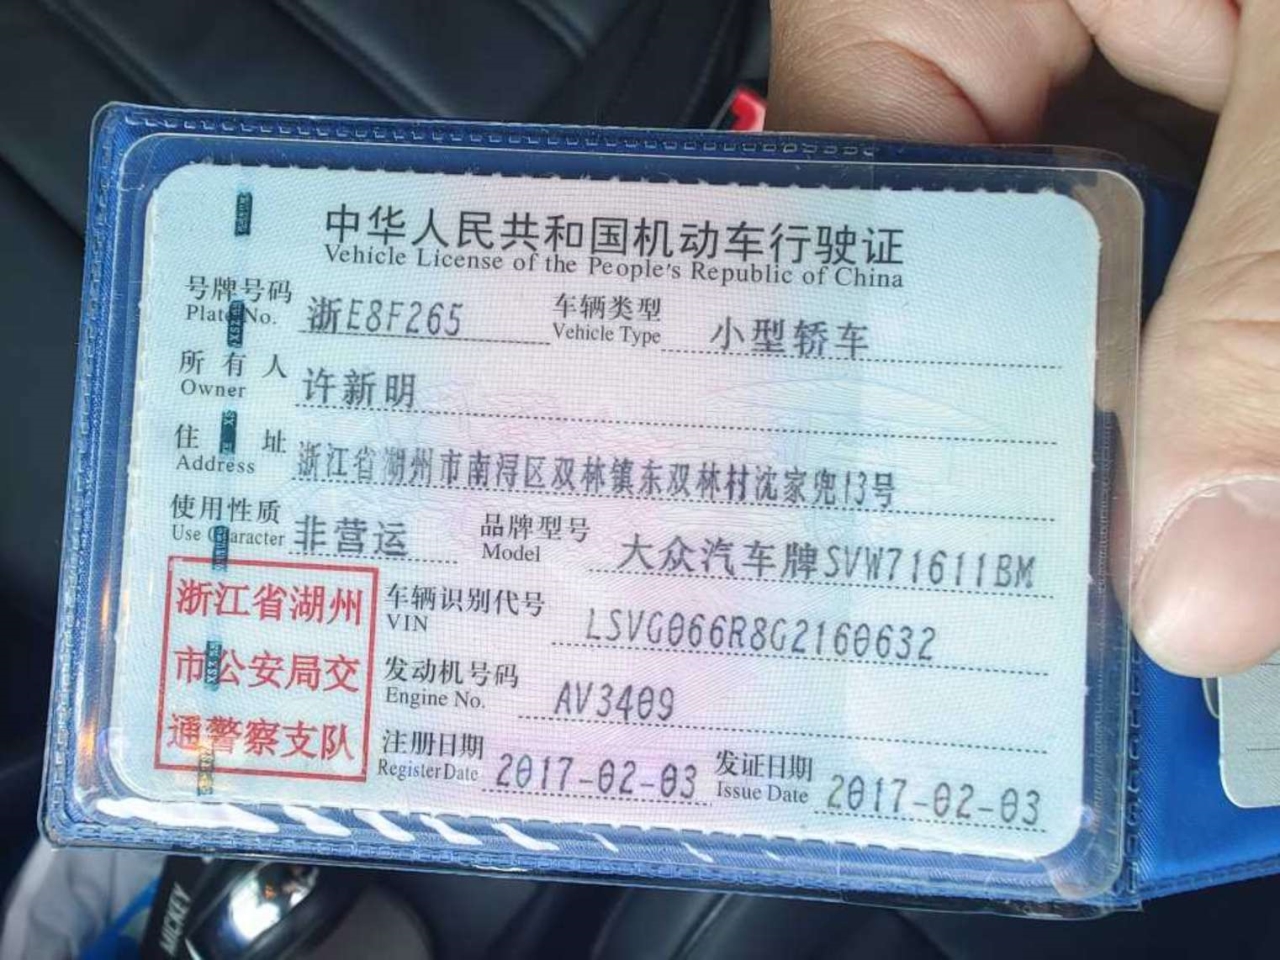 中华人民共和国机动车行驶证
Vehicle License of the People's Republic of China
号牌号码 浙E8F265 车辆类型 小型轿车
Plate No. Vehicle Type
所有人 许新明
Owner
住址 浙江省湖州市南浔区双林镇东双林村沈家兜13号
Address
使用性质 非营运 品牌型号 大众汽车牌SVW71611BM
Use Character Model
浙江省湖州
市公安局交
通警察支队
车辆识别代号 LSVG066R8G2160632
VIN
发动机号码 AV3409
Engine No.
注册日期 2017-02-03 发证日期 2017-02-03
Register Date Issue Date
MICKEY